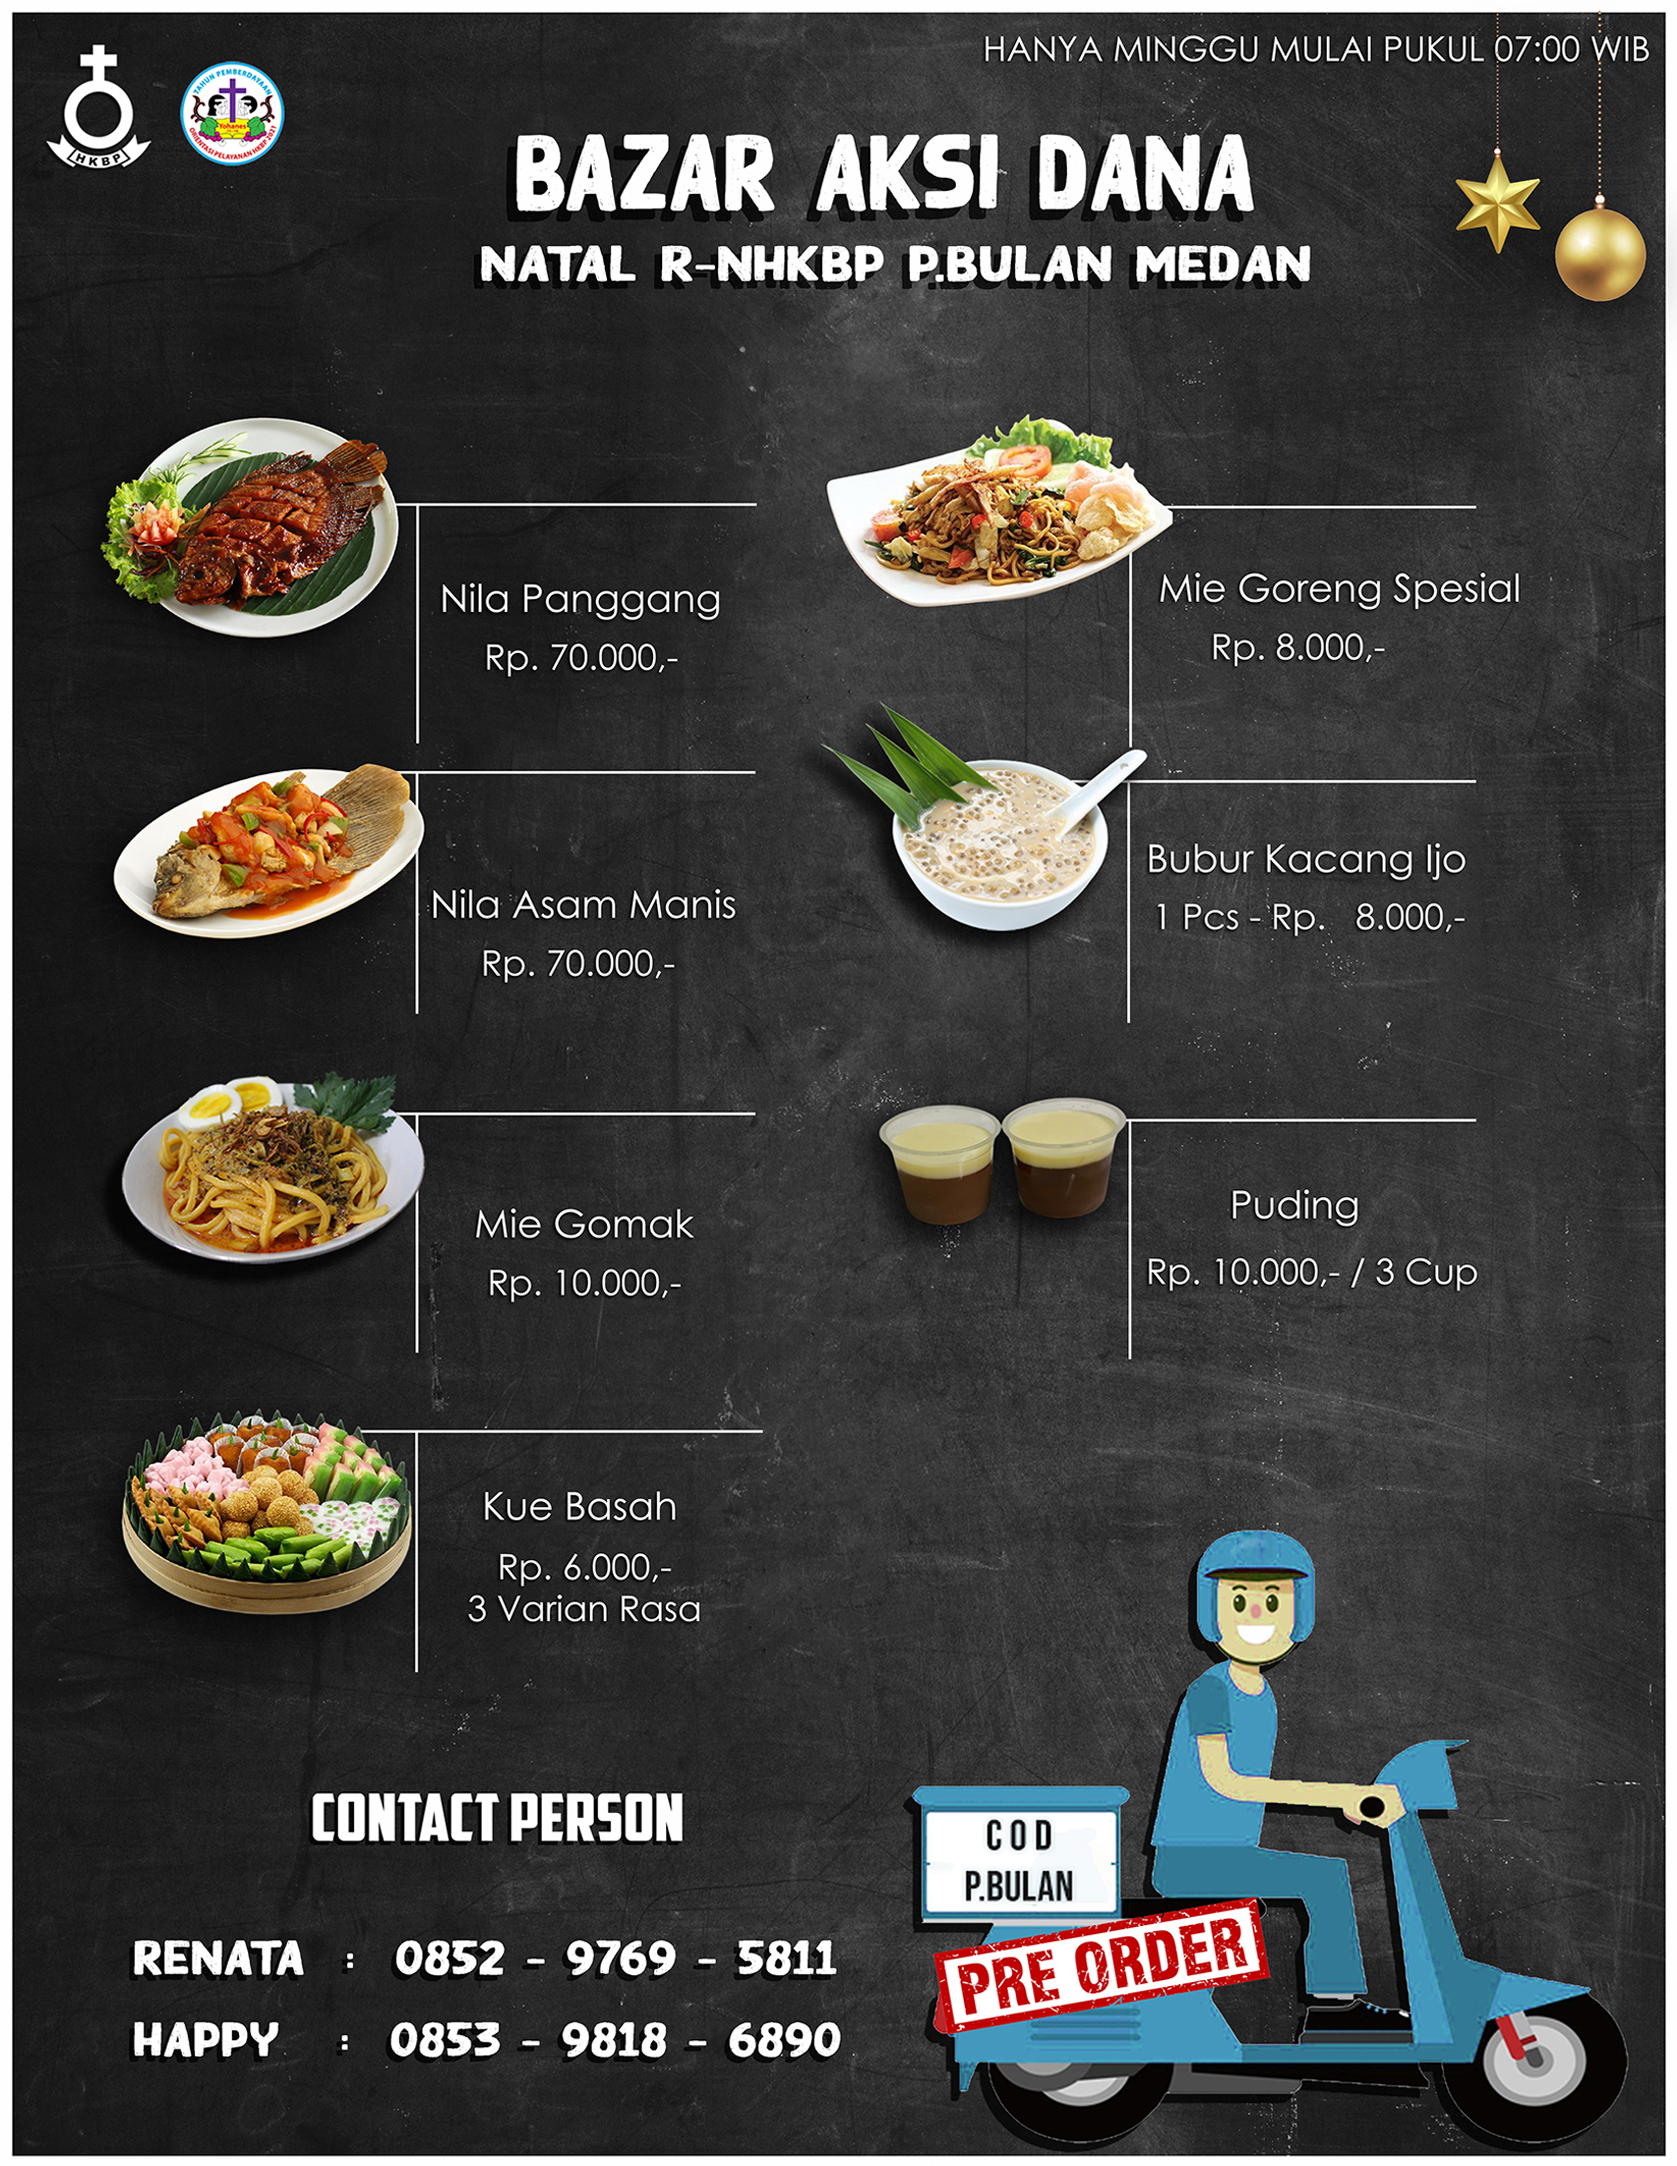 HANYA MINGGU MULAI PUKUL 07:00 WIB
HKBP
TAHUN PEMBERDAYAAN
Yohanes
ORIENTASI PELAYANAN HKBP 2021
BAZAR AKSI DANA
NATAL R-NHKBP P.BULAN MEDAN
Nila Panggang
Rp. 70.000,-
Mie Goreng Spesial
Rp. 8.000,-
Nila Asam Manis
Rp. 70.000,-
Bubur Kacang Ijo
1 Pcs - Rp. 8.000,-
Mie Gomak
Rp. 10.000,-
Puding
Rp. 10.000,- / 3 Cup
Kue Basah
Rp. 6.000,-
3 Varian Rasa
CONTACT PERSON
RENATA : 0852 - 9769 - 5811
HAPPY : 0853 - 9818 - 6890
COD
P.BULAN
PRE ORDER